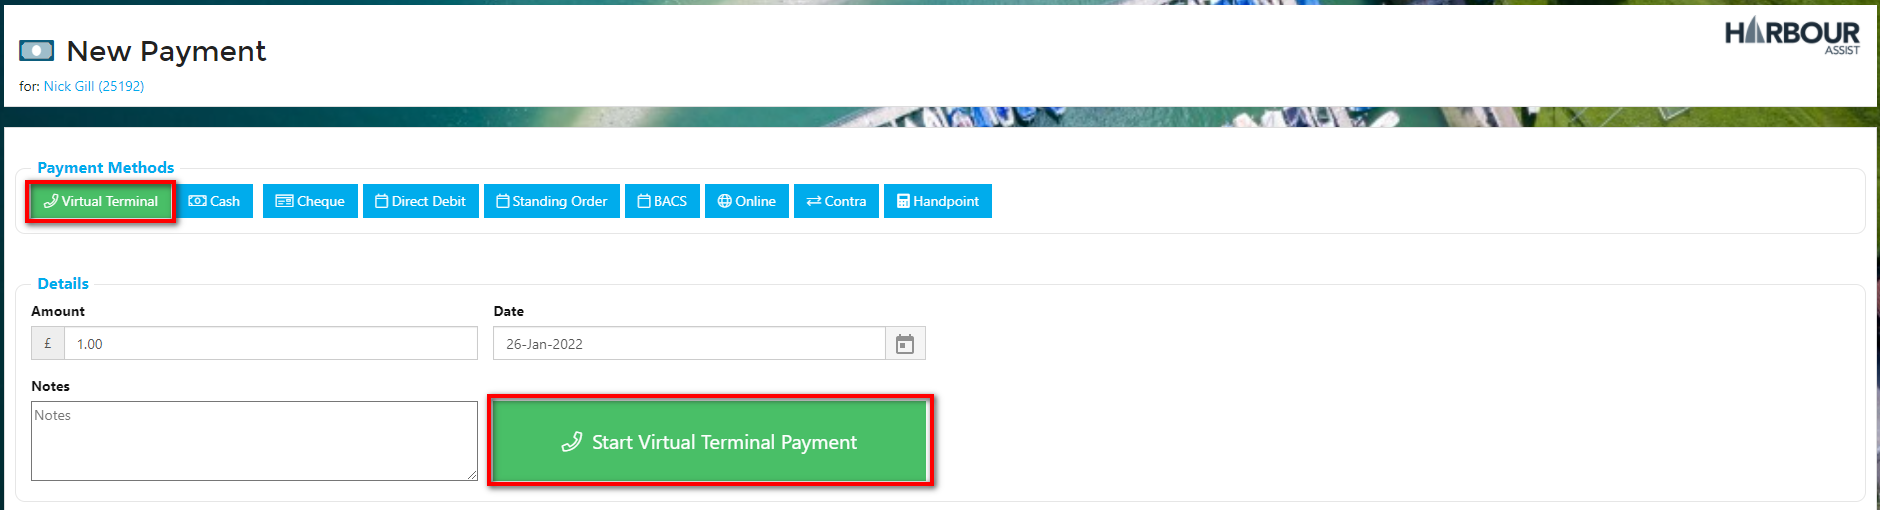 HARBOUR
ASSIST
New Payment
for: Nick Gill (25192)
Payment Methods
Virtual Terminal Cash Cheque Direct Debit Standing Order BACS Online Contra Handpoint
Details
Amount Date
£ 1.00 26-Jan-2022
Notes
Notes
Start Virtual Terminal Payment